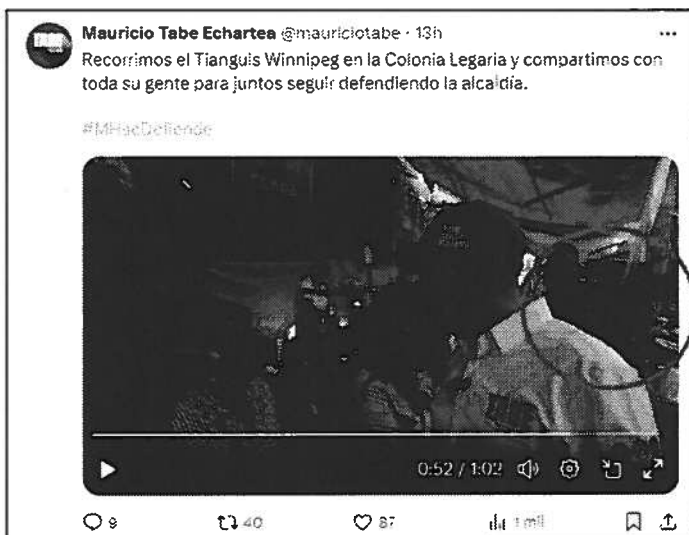 Mauricio Tabe Echartea @mauriciotabe · 13h
Recorrimos el Tianguis Winnipeg en la Colonia Legaria y compartimos con
toda su gente para juntos seguir defendiendo la alcaldía.
#MHseDefiende
0:52 / 1:02
9 40 87 1 mil